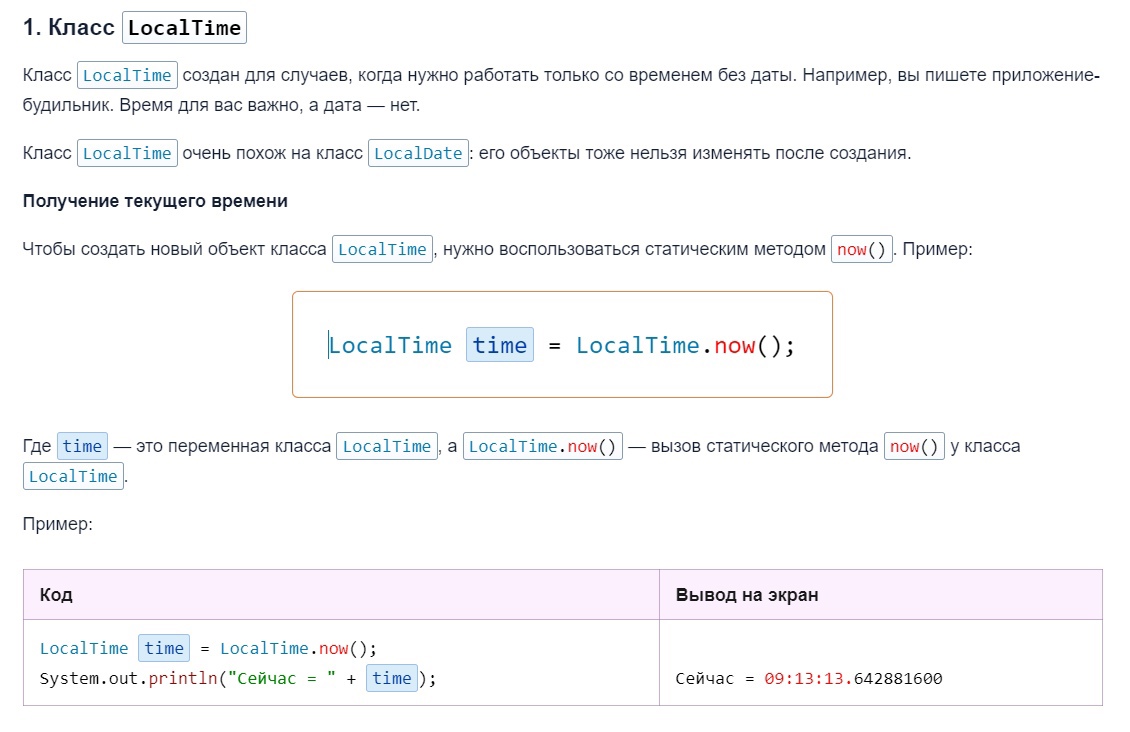 1. Класс LocalTime
Класс LocalTime создан для случаев, когда нужно работать только со временем без даты. Например, вы пишете приложение-
будильник. Время для вас важно, а дата — нет.
Класс LocalTime очень похож на класс LocalDate: его объекты тоже нельзя изменять после создания.
Получение текущего времени
Чтобы создать новый объект класса LocalTime, нужно воспользоваться статическим методом now(). Пример:
LocalTime time = LocalTime.now();
Где time — это переменная класса LocalTime, а LocalTime.now() — вызов статического метода now() у класса
LocalTime.
Пример:
Код
Вывод на экран
LocalTime time = LocalTime.now();
System.out.println("Сейчас = " + time);
Сейчас = 09:13:13.642881600